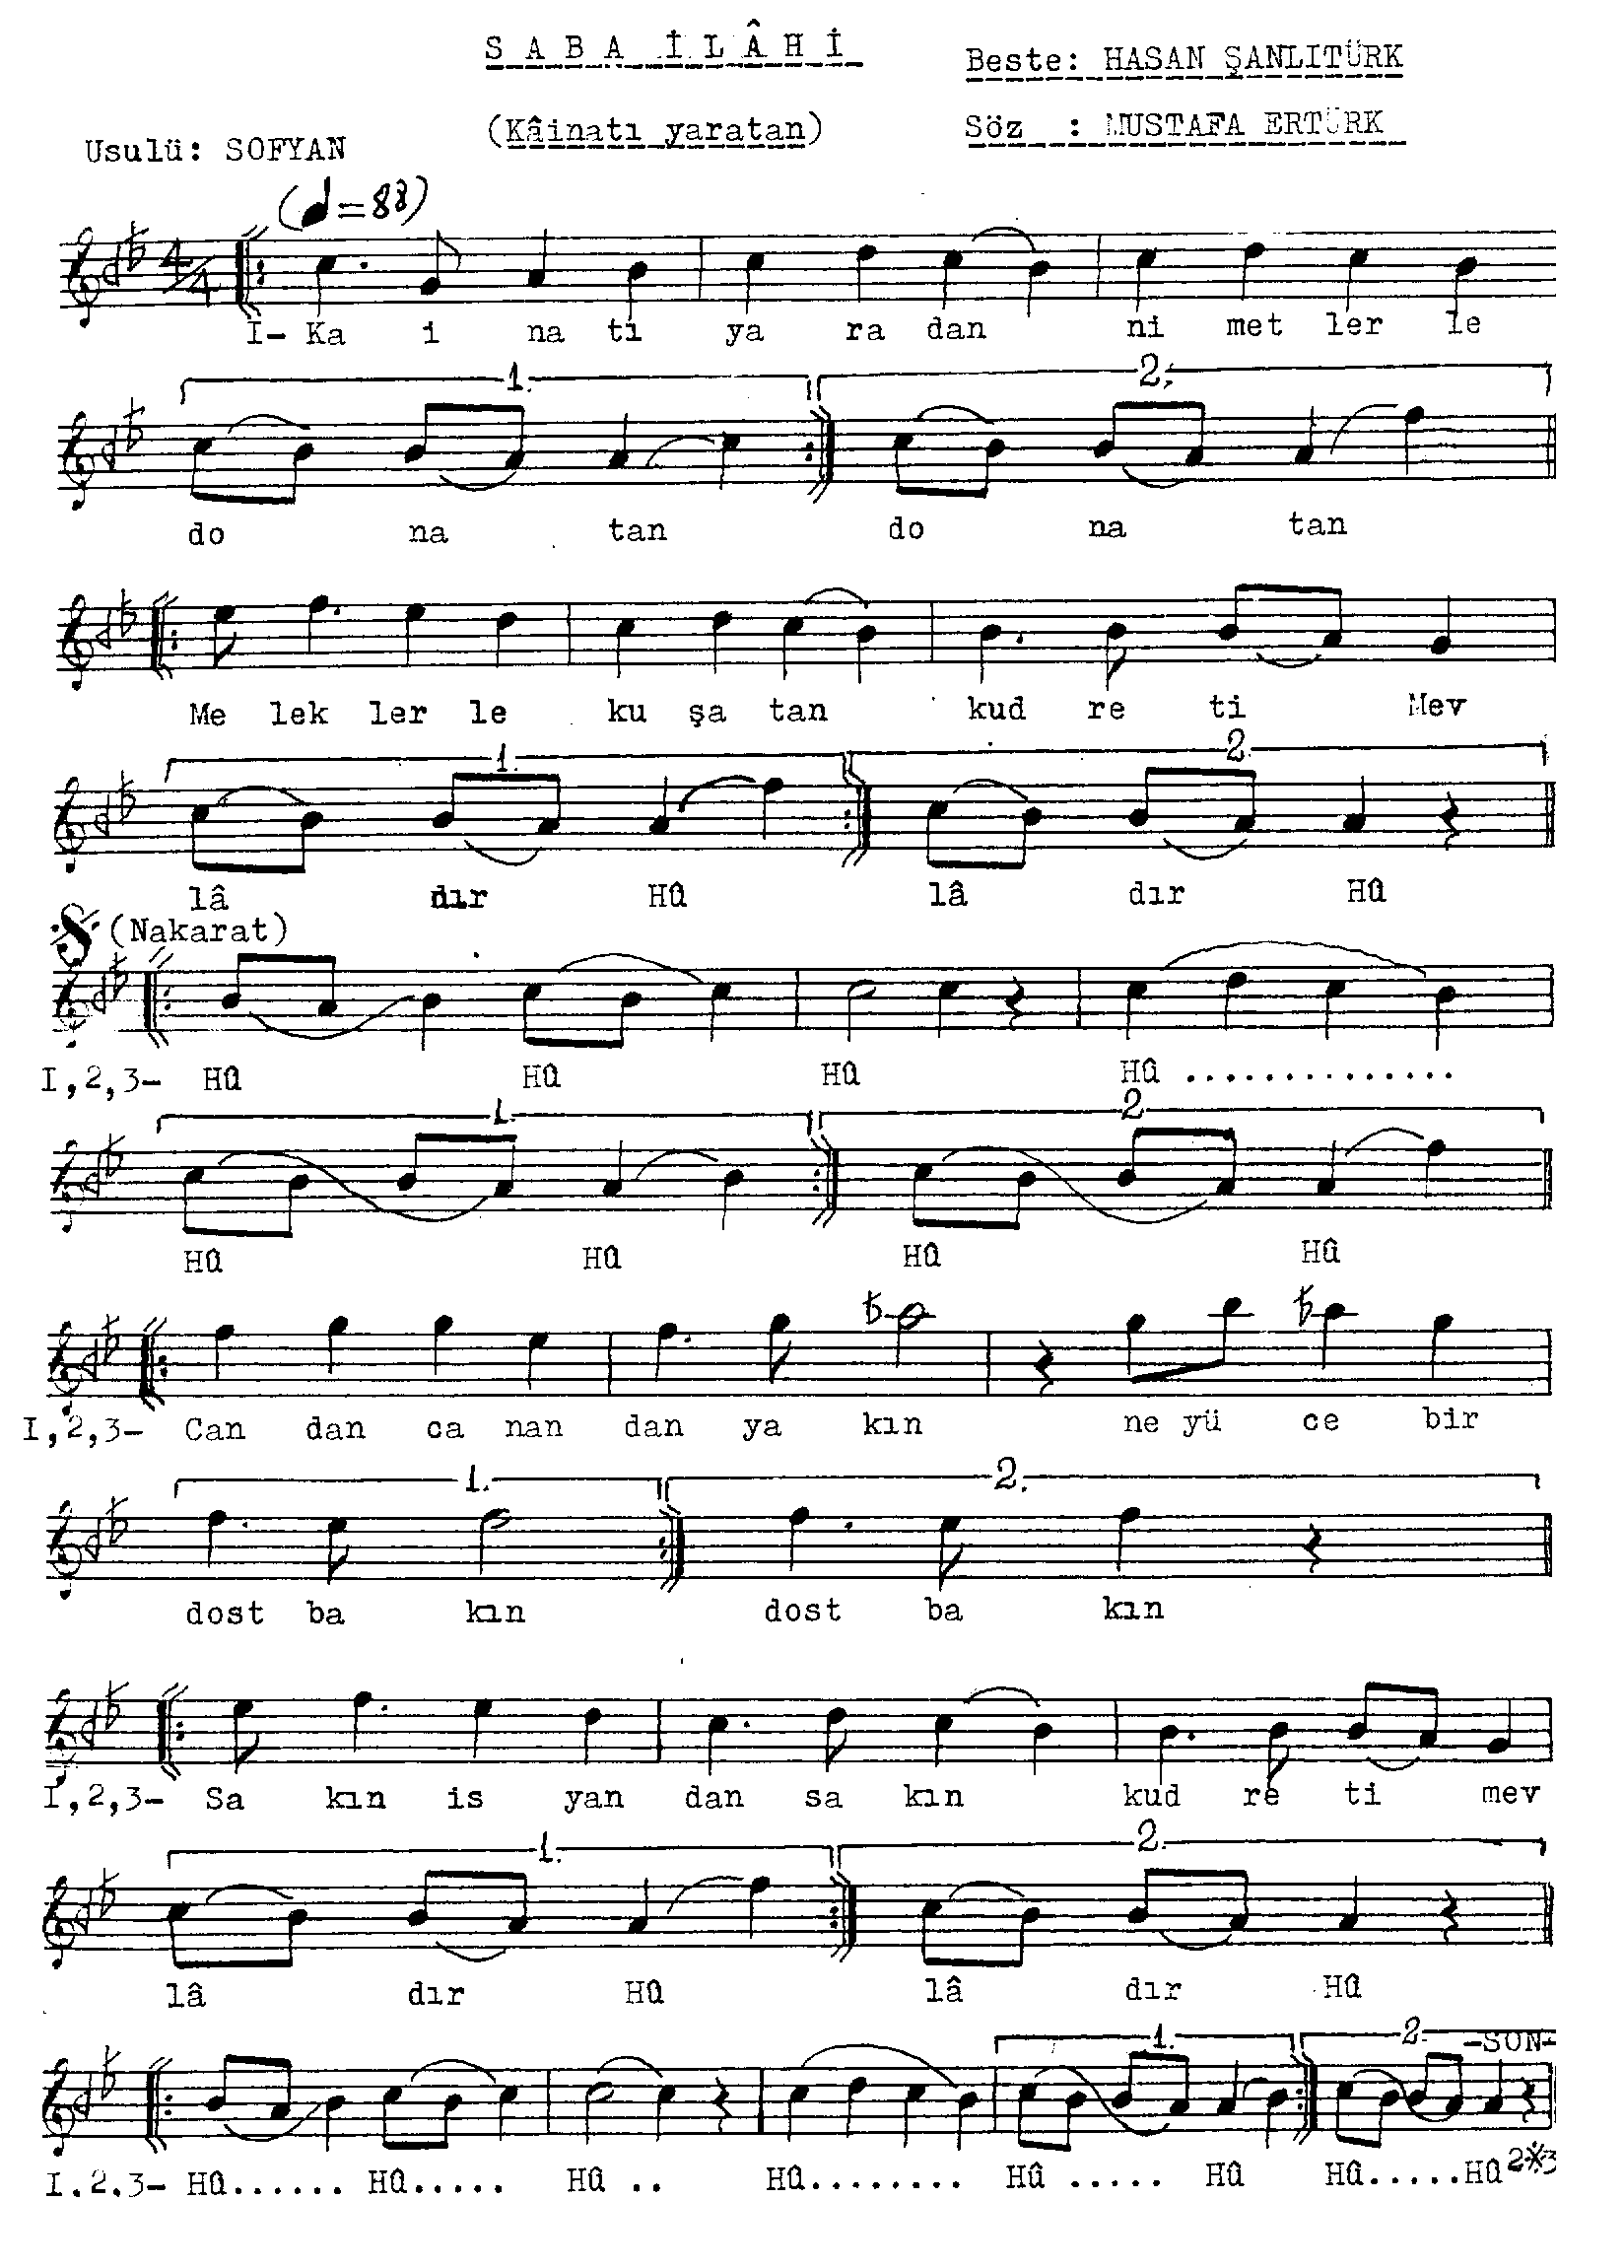 SABA İLÂHİ
Beste: HASAN ŞANLITÜRK
(Kâinatı yaratan)
Söz : MUSTAFA ERTÜRK
Usulü: SOFYAN
(♩=88)
4/4
I- Ka i na tı ya ra dan ni met ler le
1. 2.
do na tan do na tan
Me lek ler le ku şa tan kud re ti Mev
1. 2.
lâ dır HÛ lâ dır HÛ
(Nakarat)
I,2,3- HÛ HÛ HÛ HÛ ..............
1. 2
HÛ HÛ HÛ HÛ
I,2,3- Can dan ca nan dan ya kın ne yü ce bir
1. 2.
dost ba kın dost ba kın
I,2,3- Sa kın is yan dan sa kın kud re ti mev
1. 2.
lâ dır HÛ lâ dır HÛ
1. 2. -SON-
I.2.3- HÛ...... HÛ..... HÛ .. HÛ........ HÛ ..... HÛ HÛ.....HÛ